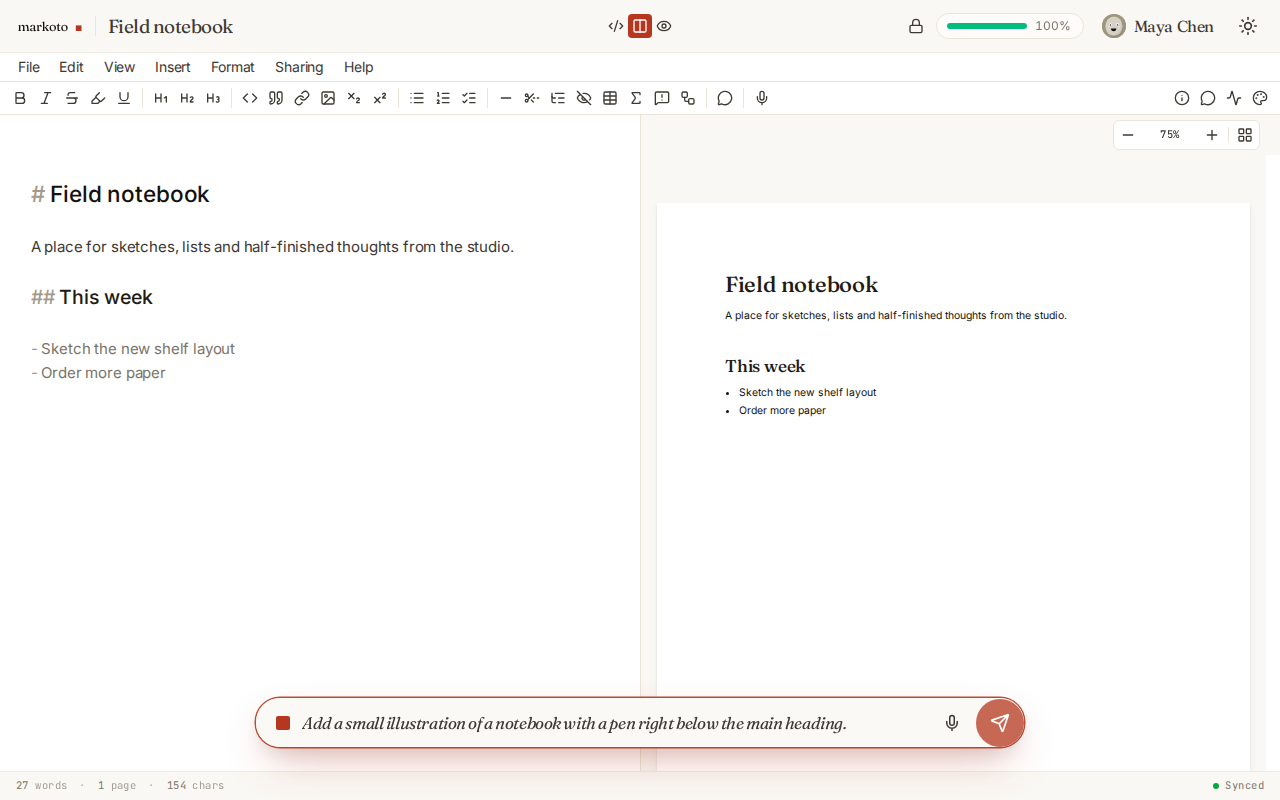 markoto
Field notebook
100%
Maya Chen
File Edit View Insert Format Sharing Help
H1 H2 H3
X2 x2
75%
# Field notebook
A place for sketches, lists and half-finished thoughts from the studio.
## This week
- Sketch the new shelf layout
- Order more paper
Field notebook
A place for sketches, lists and half-finished thoughts from the studio.
This week
• Sketch the new shelf layout
• Order more paper
Add a small illustration of a notebook with a pen right below the main heading.
27 words · 1 page · 154 chars
Synced